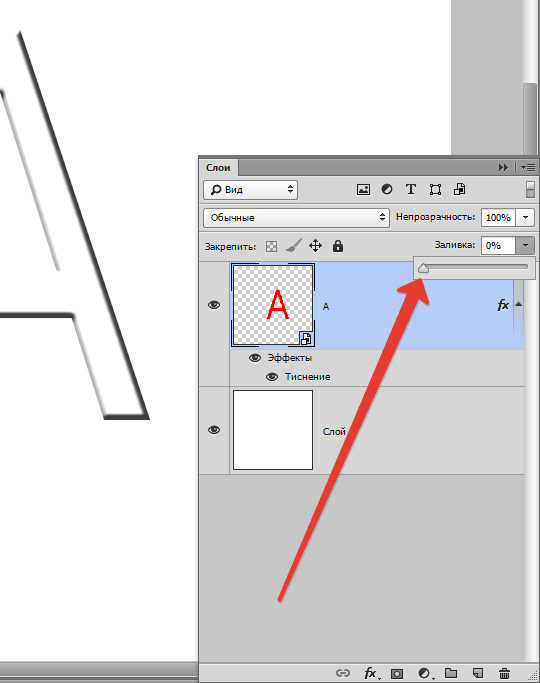 Слои
Вид
T
Обычные
Непрозрачность: 100%
Закрепить:
Заливка: 0%
A
A
fx
Эффекты
Тиснение
Слой
fx